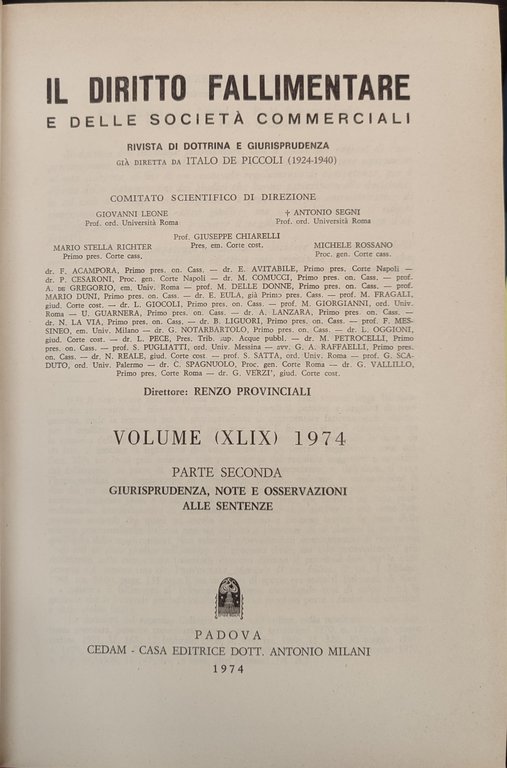 IL DIRITTO FALLIMENTARE
E DELLE SOCIETÀ COMMERCIALI
RIVISTA DI DOTTRINA E GIURISPRUDENZA
GIÀ DIRETTA DA ITALO DE PICCOLI (1924-1940)
COMITATO SCIENTIFICO DI DIREZIONE
GIOVANNI LEONE
Prof. ord. Università Roma
† ANTONIO SEGNI
Prof. ord. Università Roma
Prof. GIUSEPPE CHIARELLI
Pres. em. Corte cost.
MARIO STELLA RICHTER
Primo pres. Corte cass.
MICHELE ROSSANO
Proc. gen. Corte cass.
dr. F. ACAMPORA, Primo pres. on. Cass. — dr. E. AVITABILE, Primo pres. Corte Napoli —
dr. P. CESARONI, Proc. gen. Corte Napoli — dr. M. COMUCCI, Primo pres. on. Cass. — prof.
A. DE GREGORIO, em. Univ. Roma — prof. M. DELLE DONNE, Primo pres. on. Cass. — prof.
MARIO DUNI, Primo pres. on. Cass. — dr. E. EULA, già Primo pres. Cass. — prof. M. FRAGALI,
giud. Corte cost. — dr. L. GIOCOLI, Primo pres. on. Cass. — prof. M. GIORGIANNI, ord. Univ.
Roma — U. GUARNERA, Primo pres. on. Cass. — dr. A. LANZARA, Primo pres. on. Cass. —
dr. N. LA VIA, Primo pres. on. Cass. — dr. B. LIGUORI, Primo pres. on. Cass. — prof. F. MES-
SINEO, em. Univ. Milano — dr. G. NOTARBARTOLO, Primo pres. on. Cass. — dr. L. OGGIONI,
giud. Corte cost. — dr. L. PECE, Pres. Trib. sup. Acque pubbl. — dr. M. PETROCELLI, Primo
pres. on. Cass. — prof. S. PUGLIATTI, ord. Univ. Messina — avv. G. A. RAFFAELLI, Primo pres.
on. Cass. — dr. N. REALE, giud. Corte cost — prof. S. SATTA, ord. Univ. Roma — prof. G. SCA-
DUTO, ord. Univ. Palermo — dr. C. SPAGNUOLO, Proc. gen. Corte Roma — dr. G. VALLILLO,
Primo pres. Corte Roma — dr. G. VERZI', giud. Corte cost.
Direttore: RENZO PROVINCIALI
VOLUME (XLIX) 1974
PARTE SECONDA
GIURISPRUDENZA, NOTE E OSSERVAZIONI
ALLE SENTENZE
PADOVA
CEDAM - CASA EDITRICE DOTT. ANTONIO MILANI
1974